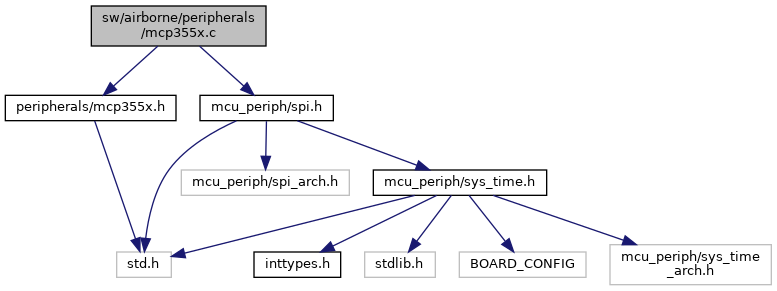 sw/airborne/peripherals
/mcp355x.c
peripherals/mcp355x.h
mcu_periph/spi.h
mcu_periph/spi_arch.h
mcu_periph/sys_time.h
std.h
inttypes.h
stdlib.h
BOARD_CONFIG
mcu_periph/sys_time
_arch.h